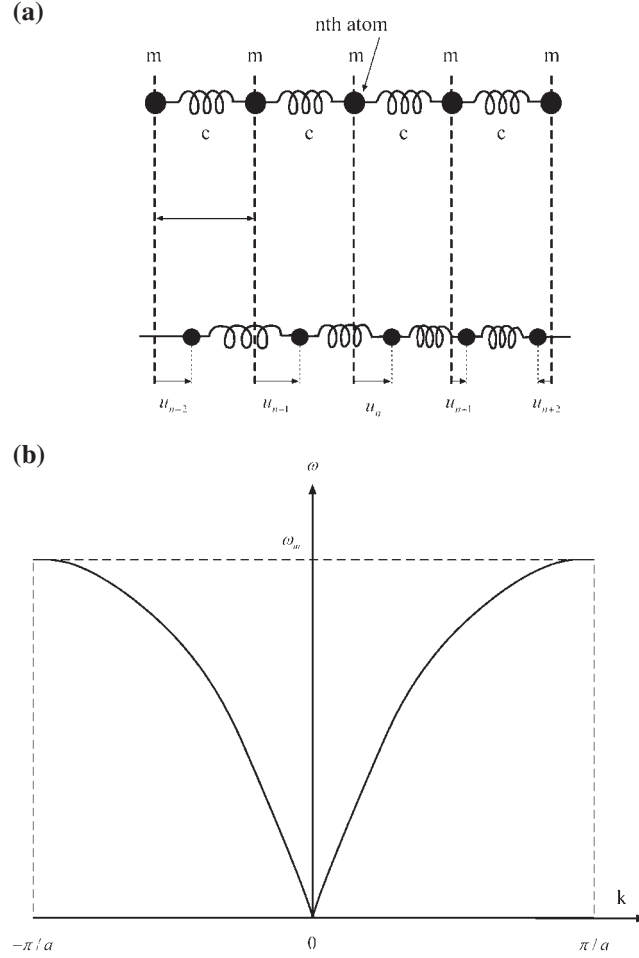 (a)
nth atom
m m m m m
c c c c
u_{n-2} u_{n-1} u_n u_{n-1} u_{n+2}
(b)
ω
ω_m
k
-π/a 0 π/a